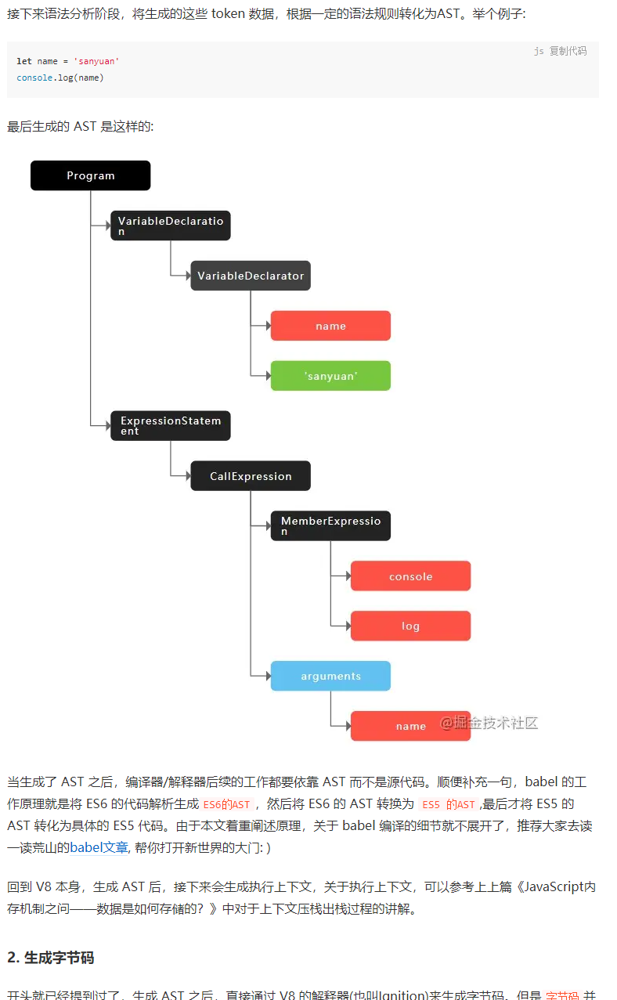 接下来语法分析阶段，将生成的这些 token 数据，根据一定的语法规则转化为AST。举个例子:
js 复制代码
let name = 'sanyuan'
console.log(name)
最后生成的 AST 是这样的:
Program
VariableDeclaratio
n
VariableDeclarator
name
'sanyuan'
ExpressionStatem
ent
CallExpression
MemberExpressio
n
console
log
arguments
name
@掘金技术社区
当生成了 AST 之后，编译器/解释器后续的工作都要依靠 AST 而不是源代码。顺便补充一句，babel 的工
作原理就是将 ES6 的代码解析生成 ES6的AST ，然后将 ES6 的 AST 转换为 ES5 的AST ,最后才将 ES5 的
AST 转化为具体的 ES5 代码。由于本文着重阐述原理，关于 babel 编译的细节就不展开了，推荐大家去读
一读荒山的babel文章, 帮你打开新世界的大门: )
回到 V8 本身，生成 AST 后，接下来会生成执行上下文，关于执行上下文，可以参考上上篇《JavaScript内
存机制之问——数据是如何存储的？》中对于上下文压栈出栈过程的讲解。
2. 生成字节码
开头就已经提到过了，生成 AST 之后，直接通过 V8 的解释器(也叫Ignition)来生成字节码。但是 字节码 并